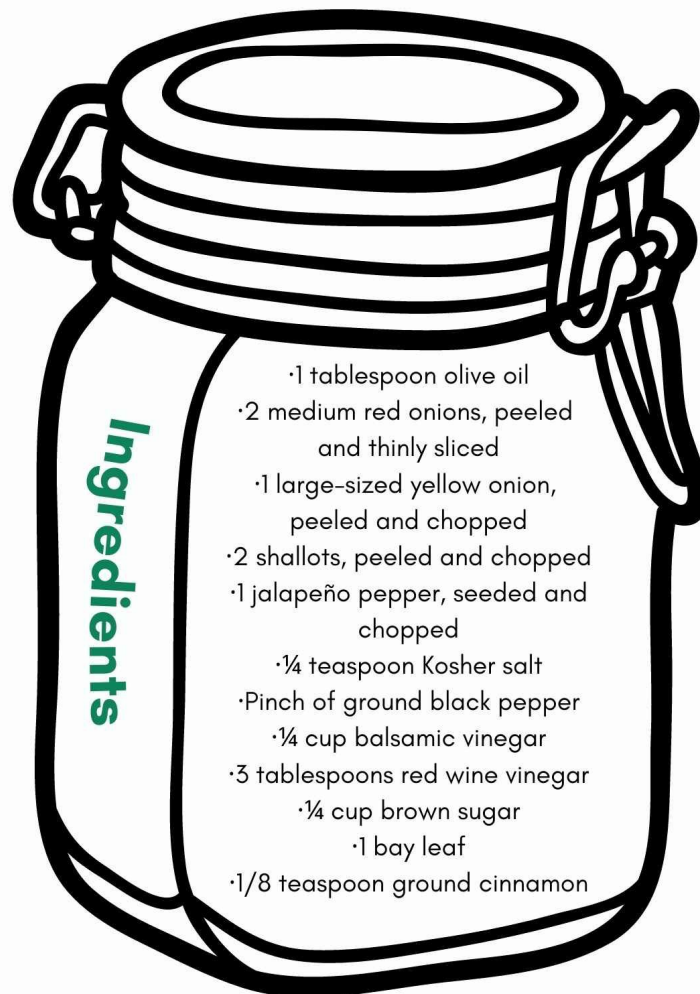 Ingredients
·1 tablespoon olive oil
·2 medium red onions, peeled
and thinly sliced
·1 large-sized yellow onion,
peeled and chopped
·2 shallots, peeled and chopped
·1 jalapeño pepper, seeded and
chopped
·¼ teaspoon Kosher salt
·Pinch of ground black pepper
·¼ cup balsamic vinegar
·3 tablespoons red wine vinegar
·¼ cup brown sugar
·1 bay leaf
·1/8 teaspoon ground cinnamon